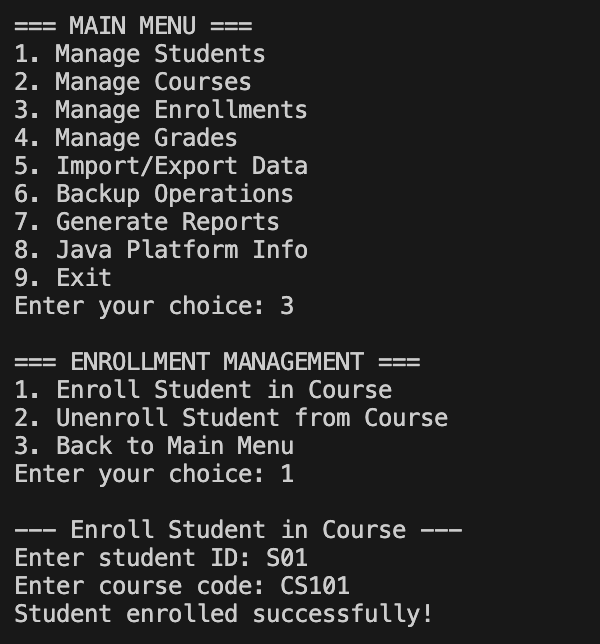 === MAIN MENU ===
1. Manage Students
2. Manage Courses
3. Manage Enrollments
4. Manage Grades
5. Import/Export Data
6. Backup Operations
7. Generate Reports
8. Java Platform Info
9. Exit
Enter your choice: 3
=== ENROLLMENT MANAGEMENT ===
1. Enroll Student in Course
2. Unenroll Student from Course
3. Back to Main Menu
Enter your choice: 1
--- Enroll Student in Course ---
Enter student ID: S01
Enter course code: CS101
Student enrolled successfully!